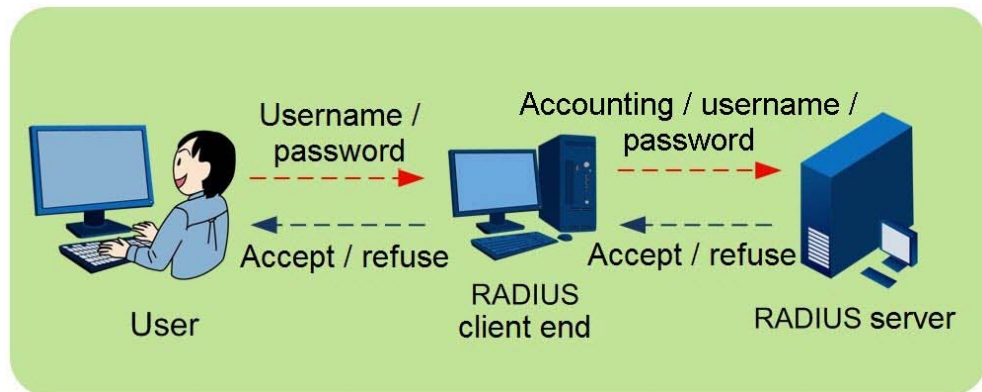 Username /
password
Accept / refuse
User
RADIUS
client end
Accounting / username /
password
Accept / refuse
RADIUS server